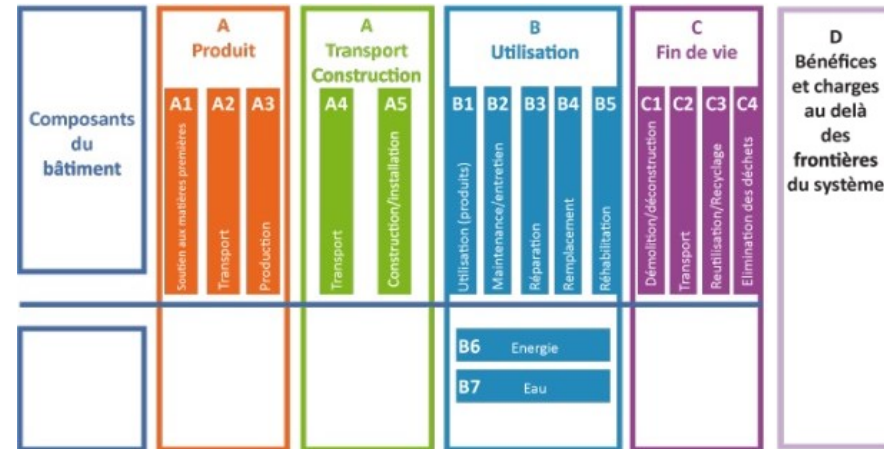 Composants
du
bâtiment
A
Produit
A1
Soutien aux matières premières
A2
Transport
A3
Production
A
Transport
Construction
A4
Transport
A5
Construction/installation
B
Utilisation
B1
Utilisation (produits)
B2
Maintenance/entretien
B3
Réparation
B4
Remplacement
B5
Réhabilitation
B6 Energie
B7 Eau
C
Fin de vie
C1
Démolition/déconstruction
C2
Transport
C3
Reutilisation/Recyclage
C4
Elimination des déchets
D
Bénéfices
et charges
au delà
des
frontières
du système